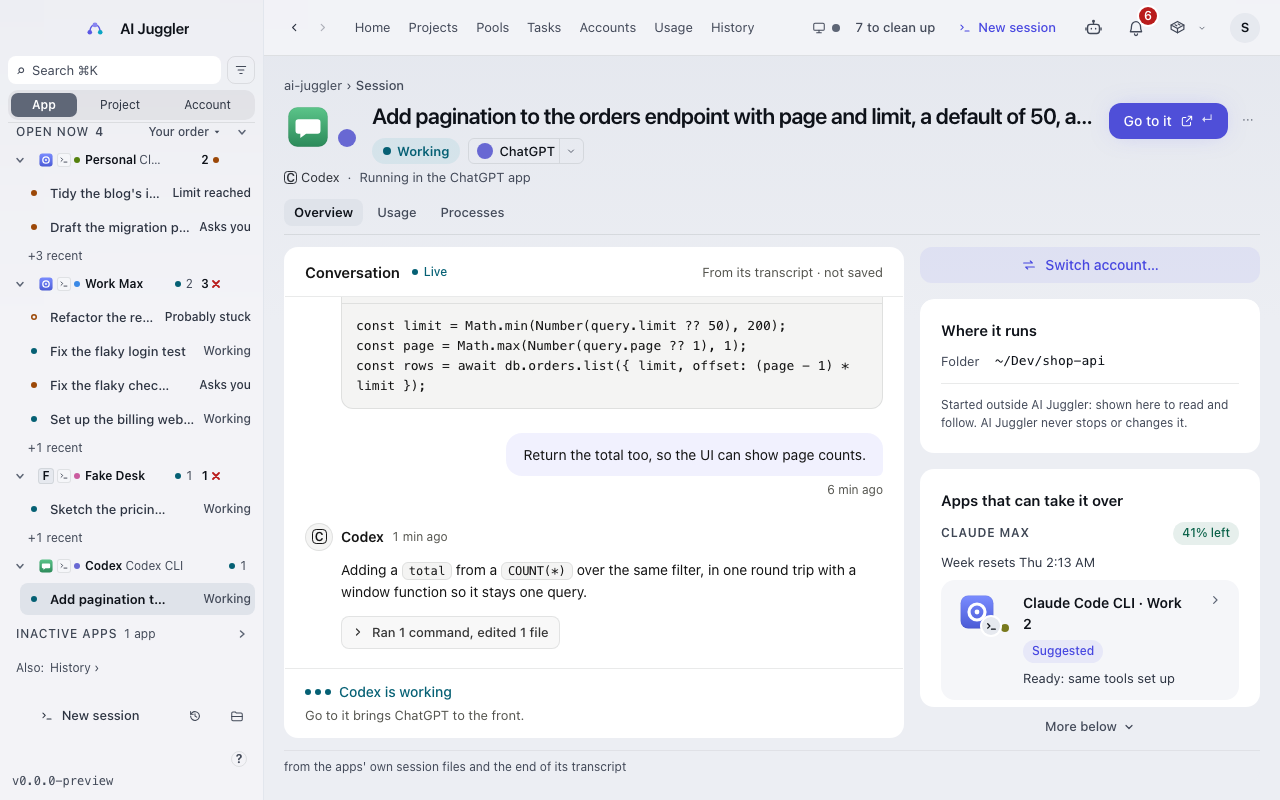 AI Juggler
Search ⌘K
App
Project
Account
OPEN NOW 4
Your order
Personal Cl...
2
Tidy the blog's i...
Limit reached
Draft the migration p...
Asks you
+3 recent
Work Max
2
3
Refactor the re...
Probably stuck
Fix the flaky login test
Working
Fix the flaky chec...
Asks you
Set up the billing web...
Working
+1 recent
F
Fake Desk
1
1
Sketch the pricin...
Working
+1 recent
Codex Codex CLI
1
Add pagination t...
Working
INACTIVE APPS 1 app
Also: History ›
New session
?
v0.0.0-preview
Home
Projects
Pools
Tasks
Accounts
Usage
History
7 to clean up
New session
6
S
ai-juggler › Session
Add pagination to the orders endpoint with page and limit, a default of 50, a...
Go to it
Working
ChatGPT
Codex · Running in the ChatGPT app
Overview
Usage
Processes
Conversation
Live
From its transcript · not saved
const limit = Math.min(Number(query.limit ?? 50), 200);
const page = Math.max(Number(query.page ?? 1), 1);
const rows = await db.orders.list({ limit, offset: (page − 1) *
limit });
Return the total too, so the UI can show page counts.
6 min ago
Codex 1 min ago
Adding a total from a COUNT(*) over the same filter, in one round trip with a
window function so it stays one query.
Ran 1 command, edited 1 file
Codex is working
Go to it brings ChatGPT to the front.
from the apps' own session files and the end of its transcript
Switch account...
Where it runs
Folder ~/Dev/shop-api
Started outside AI Juggler: shown here to read and
follow. AI Juggler never stops or changes it.
Apps that can take it over
CLAUDE MAX
41% left
Week resets Thu 2:13 AM
Claude Code CLI · Work
2
Suggested
Ready: same tools set up
More below